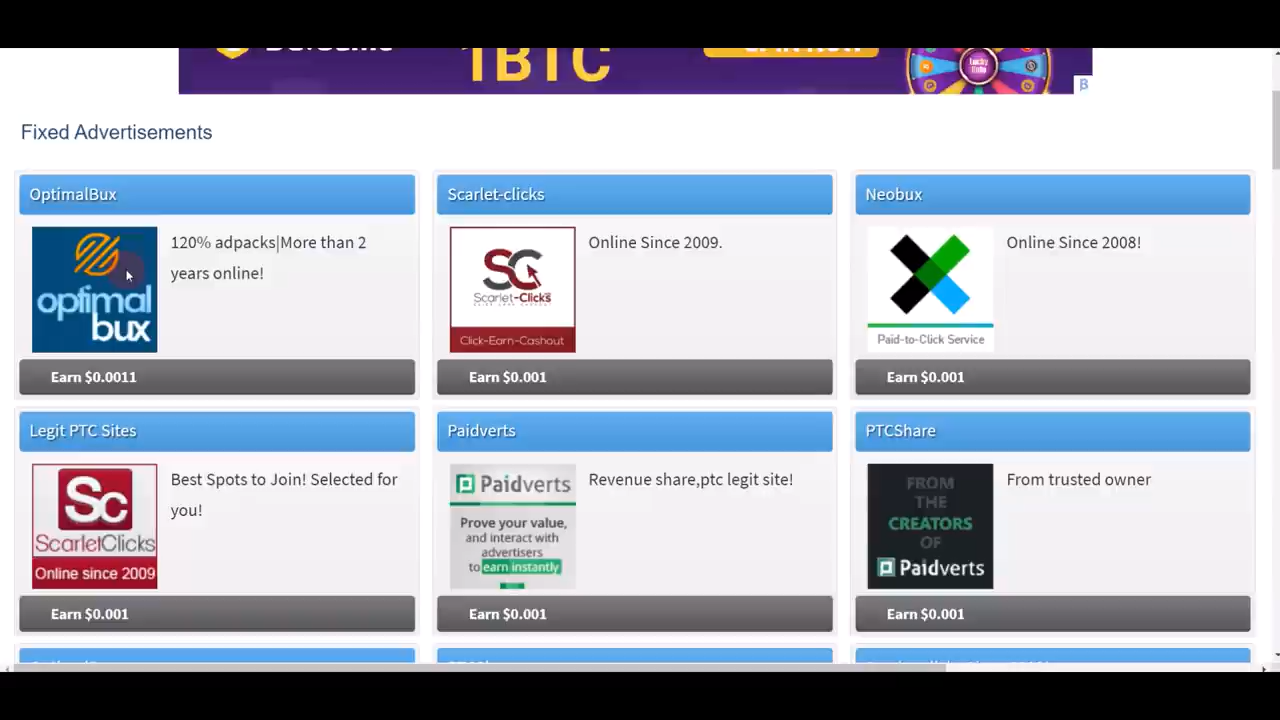 1BTC
Fixed Advertisements
OptimalBux
Scarlet-clicks
Neobux
optimal
bux
120% adpacks|More than 2
years online!
SC
Scarlet-Clicks
Click-Earn-Cashout
Online Since 2009.
Paid-to-Click Service
Online Since 2008!
Earn $0.0011
Earn $0.001
Earn $0.001
Legit PTC Sites
Paidverts
PTCShare
Sc
ScarletClicks
Online since 2009
Best Spots to Join! Selected for
you!
Paidverts
Prove your value,
and interact with
advertisers
to earn instantly
Revenue share,ptc legit site!
FROM
THE
CREATORS
OF
Paidverts
From trusted owner
Earn $0.001
Earn $0.001
Earn $0.001